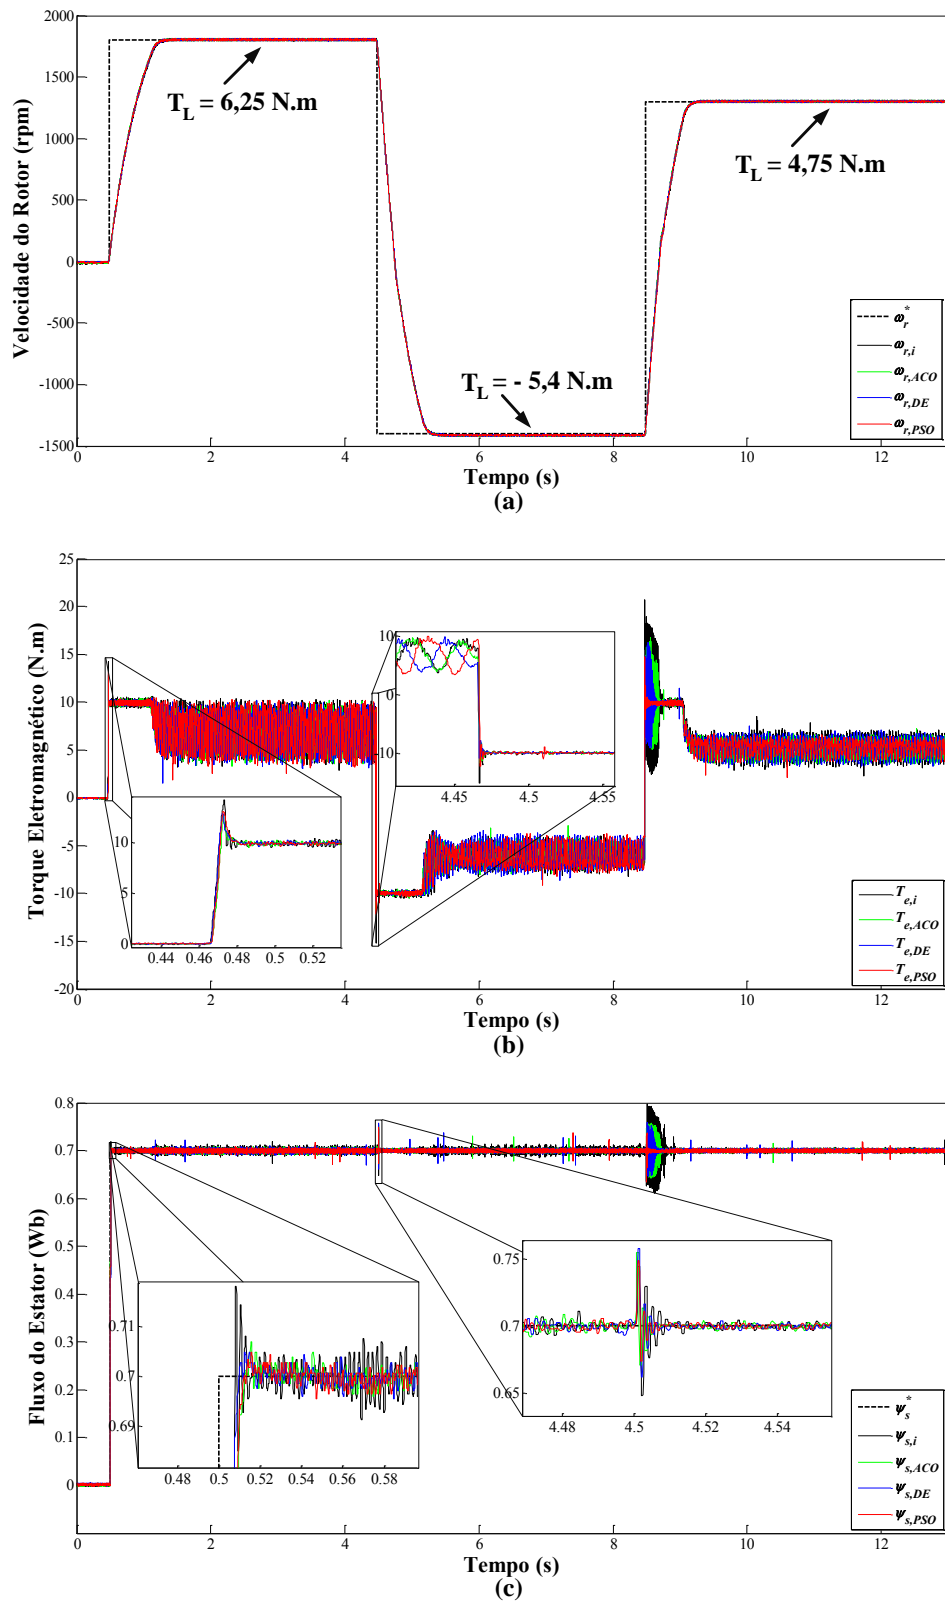 2000
1500
1000
500
0
-500
-1000
-1500
Velocidade do Rotor (rpm)
T_L = 6,25 N.m
T_L = - 5,4 N.m
T_L = 4,75 N.m
ω_r^*
ω_r,i
ω_r,ACO
ω_r,DE
ω_r,PSO
0 2 4 6 8 10 12
Tempo (s)
(a)
25
20
15
10
5
0
-5
-10
-15
-20
Torque Eletromagnético (N.m)
10
0
-10
4.45 4.5 4.55
10
5
0
0.44 0.46 0.48 0.5 0.52
T_e,i
T_e,ACO
T_e,DE
T_e,PSO
0 2 4 6 8 10 12
Tempo (s)
(b)
0.8
0.7
0.6
0.5
0.4
0.3
0.2
0.1
0
Fluxo do Estator (Wb)
0.71
0.7
0.69
0.48 0.5 0.52 0.54 0.56 0.58
0.75
0.7
0.65
4.48 4.5 4.52 4.54
ψ_s^*
ψ_s,i
ψ_s,ACO
ψ_s,DE
ψ_s,PSO
0 2 4 6 8 10 12
Tempo (s)
(c)